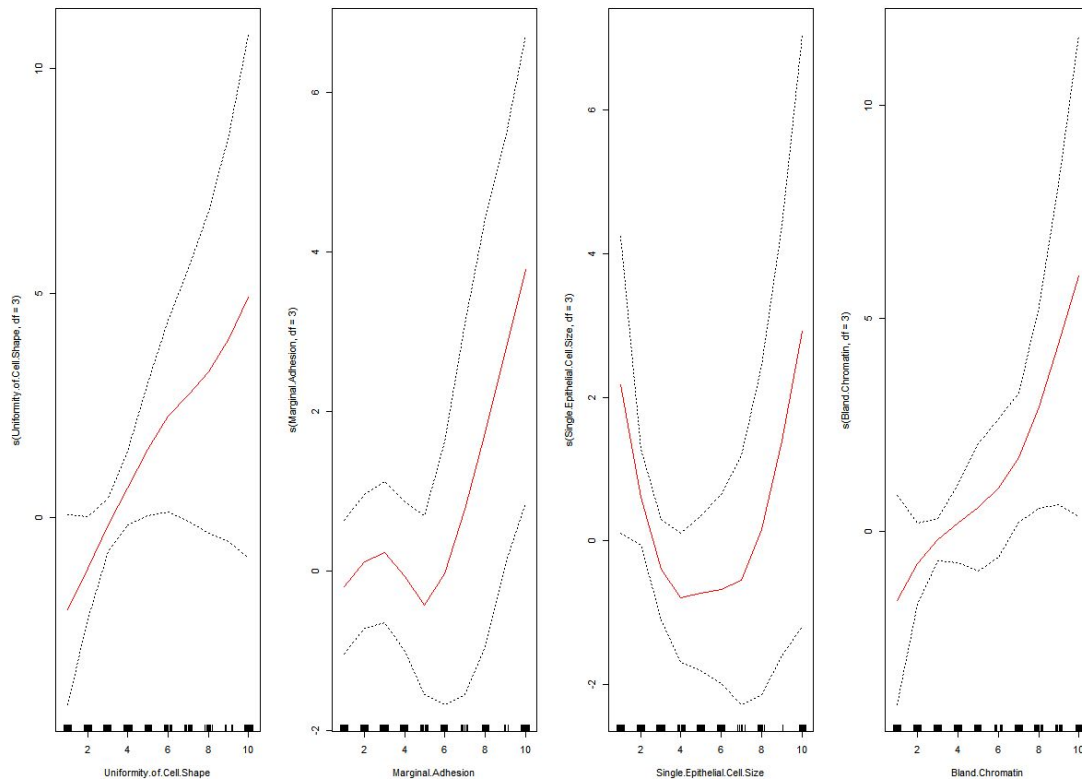 s(Uniformity.of.Cell.Shape, df = 3)
10
5
0
2 4 6 8 10
Uniformity.of.Cell.Shape
s(Marginal.Adhesion, df = 3)
6
4
2
0
-2
2 4 6 8 10
Marginal.Adhesion
s(Single.Epithelial.Cell.Size, df = 3)
6
4
2
0
-2
2 4 6 8 10
Single.Epithelial.Cell.Size
s(Bland.Chromatin, df = 3)
10
5
0
2 4 6 8 10
Bland.Chromatin